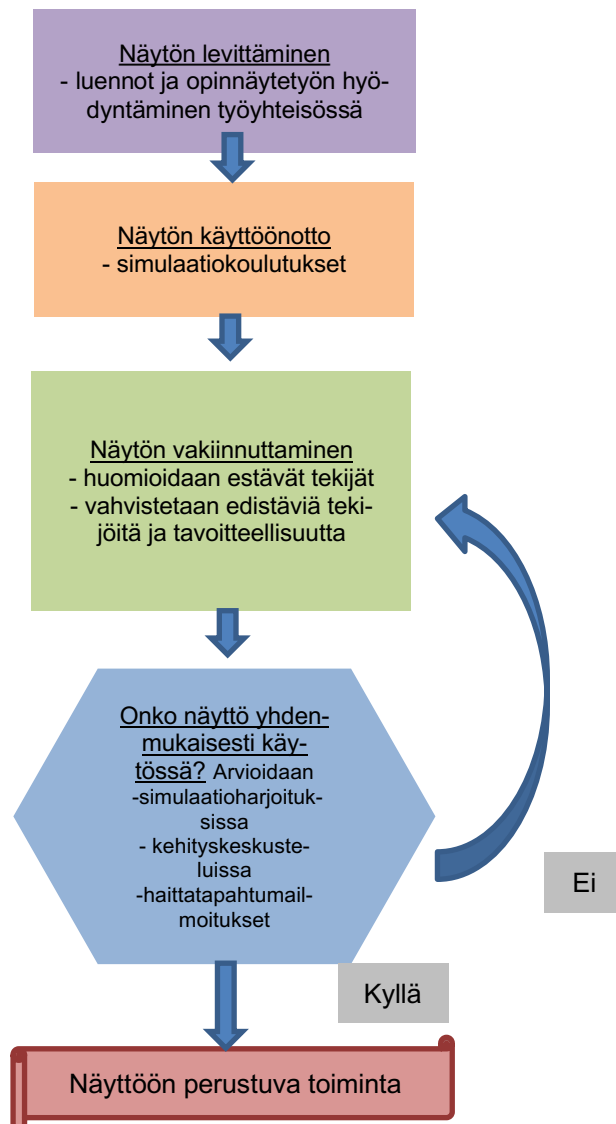 Näytön levittäminen
- luennot ja opinnäytetyön hyö-
dyntäminen työyhteisössä
Näytön käyttöönotto
- simulaatiokoulutukset
Näytön vakiinnuttaminen
- huomioidaan estävät tekijät
- vahvistetaan edistäviä teki-
jöitä ja tavoitteellisuutta
Onko näyttö yhden-
mukaisesti käy-
tössä? Arvioidaan
-simulaatioharjoituk-
sissa
- kehityskeskuste-
luissa
-haittatapahtumail-
moitukset
Ei
Kyllä
Näyttöön perustuva toiminta